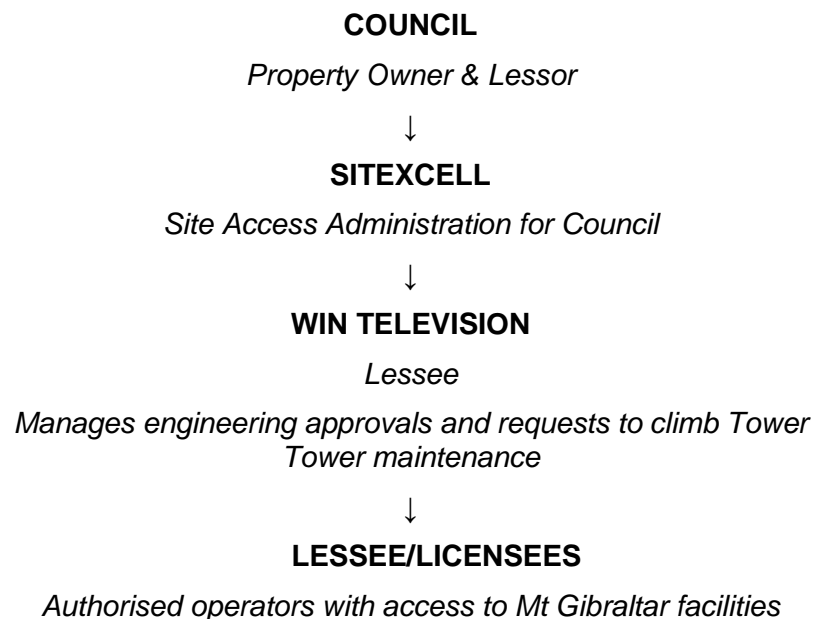 COUNCIL
Property Owner & Lessor
↓
SITEXCELL
Site Access Administration for Council
↓
WIN TELEVISION
Lessee
Manages engineering approvals and requests to climb Tower
Tower maintenance
↓
LESSEE/LICENSEES
Authorised operators with access to Mt Gibraltar facilities